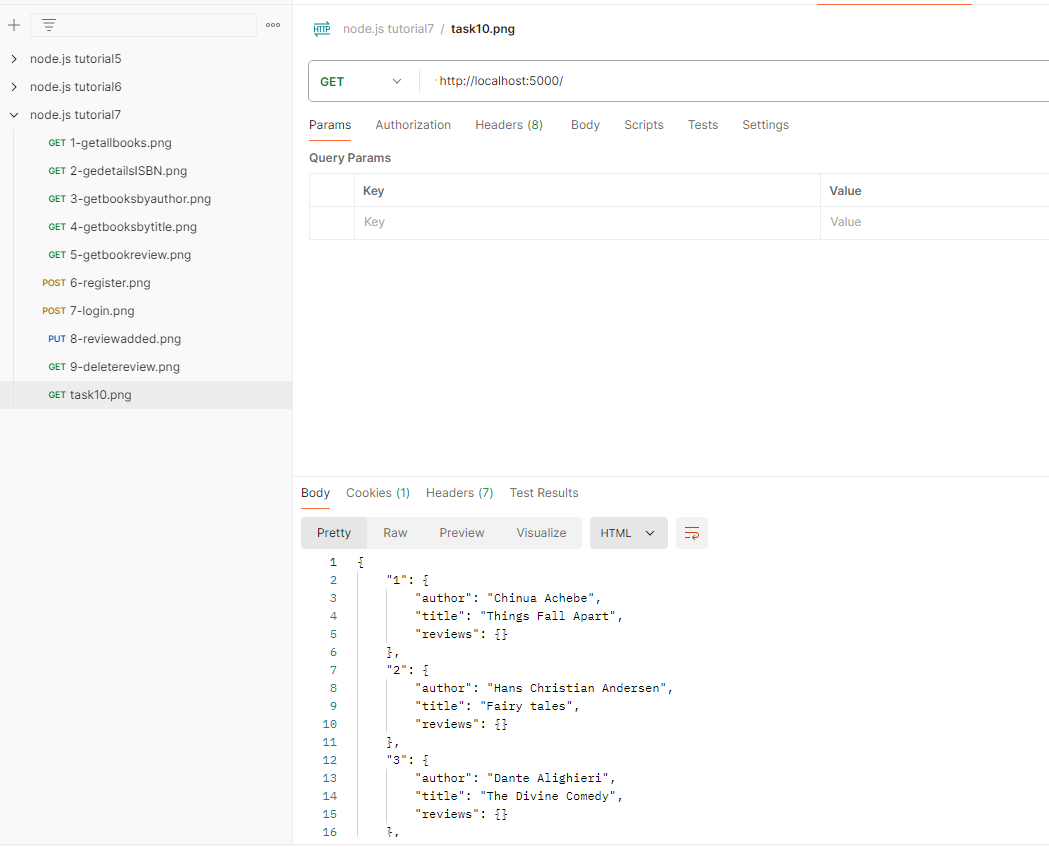 node.js tutorial5
node.js tutorial6
node.js tutorial7
GET 1-getallbooks.png
GET 2-gedetailsISBN.png
GET 3-getbooksbyauthor.png
GET 4-getbooksbytitle.png
GET 5-getbookreview.png
POST 6-register.png
POST 7-login.png
PUT 8-reviewadded.png
GET 9-deletereview.png
GET task10.png
HTTP node.js tutorial7 / task10.png
GET http://localhost:5000/
Params Authorization Headers (8) Body Scripts Tests Settings
Query Params
Key Value
Key Value
Body Cookies (1) Headers (7) Test Results
Pretty Raw Preview Visualize HTML
1 {
2 "1": {
3 "author": "Chinua Achebe",
4 "title": "Things Fall Apart",
5 "reviews": {}
6 },
7 "2": {
8 "author": "Hans Christian Andersen",
9 "title": "Fairy tales",
10 "reviews": {}
11 },
12 "3": {
13 "author": "Dante Alighieri",
14 "title": "The Divine Comedy",
15 "reviews": {}
16 },